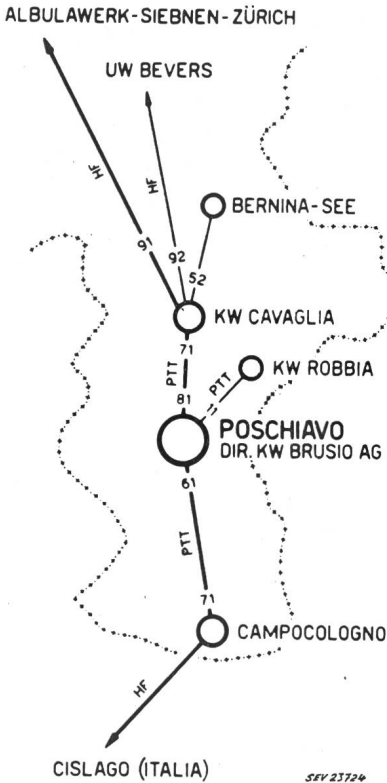 ALBULAWERK-SIEBNEN-ZÜRICH
UW BEVERS
HF
HF
BERNINA-SEE
91
92
52
KW CAVAGLIA
71
PTT
PTT
KW ROBBIA
81
POSCHIAVO
DIR. KW BRUSIO AG
61
PTT
71
CAMPOCOLOGNO
HF
CISLAGO (ITALIA)
SEV 23724